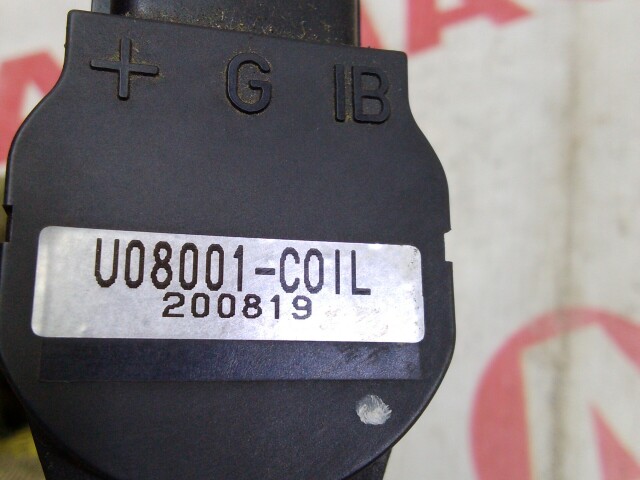 + G IB
U08001-COIL
200819